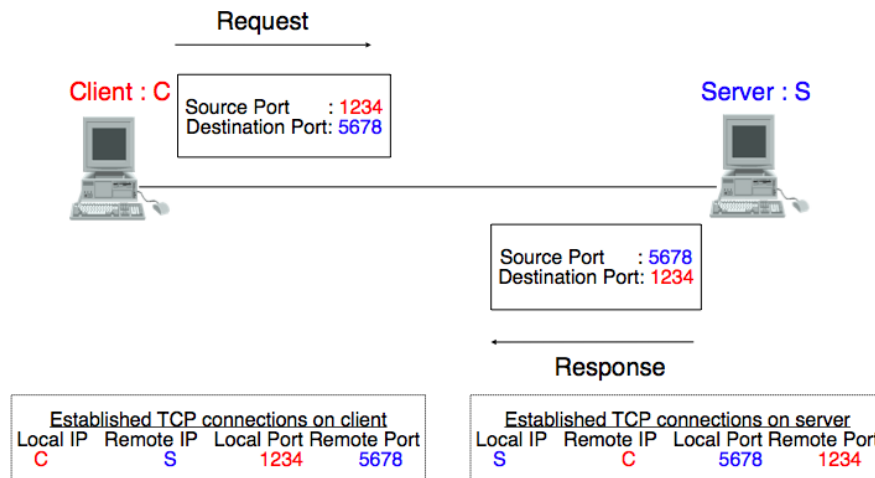 Request
Client : C
Server : S
Source Port : 1234
Destination Port: 5678
Source Port : 5678
Destination Port: 1234
Response
Established TCP connections on client
Local IP Remote IP Local Port Remote Port
C S 1234 5678
Established TCP connections on server
Local IP Remote IP Local Port Remote Port
S C 5678 1234